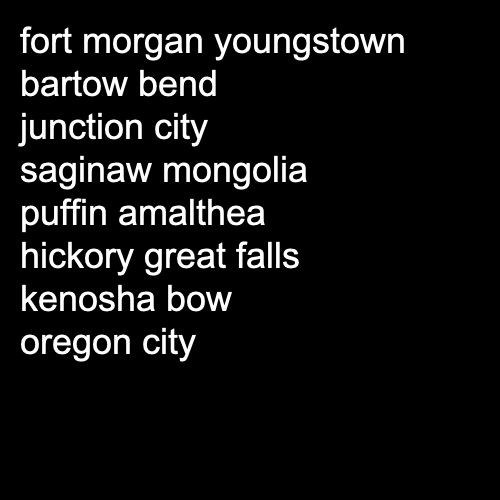 fort morgan youngstown
bartow bend
junction city
saginaw mongolia
puffin amalthea
hickory great falls
kenosha bow
oregon city